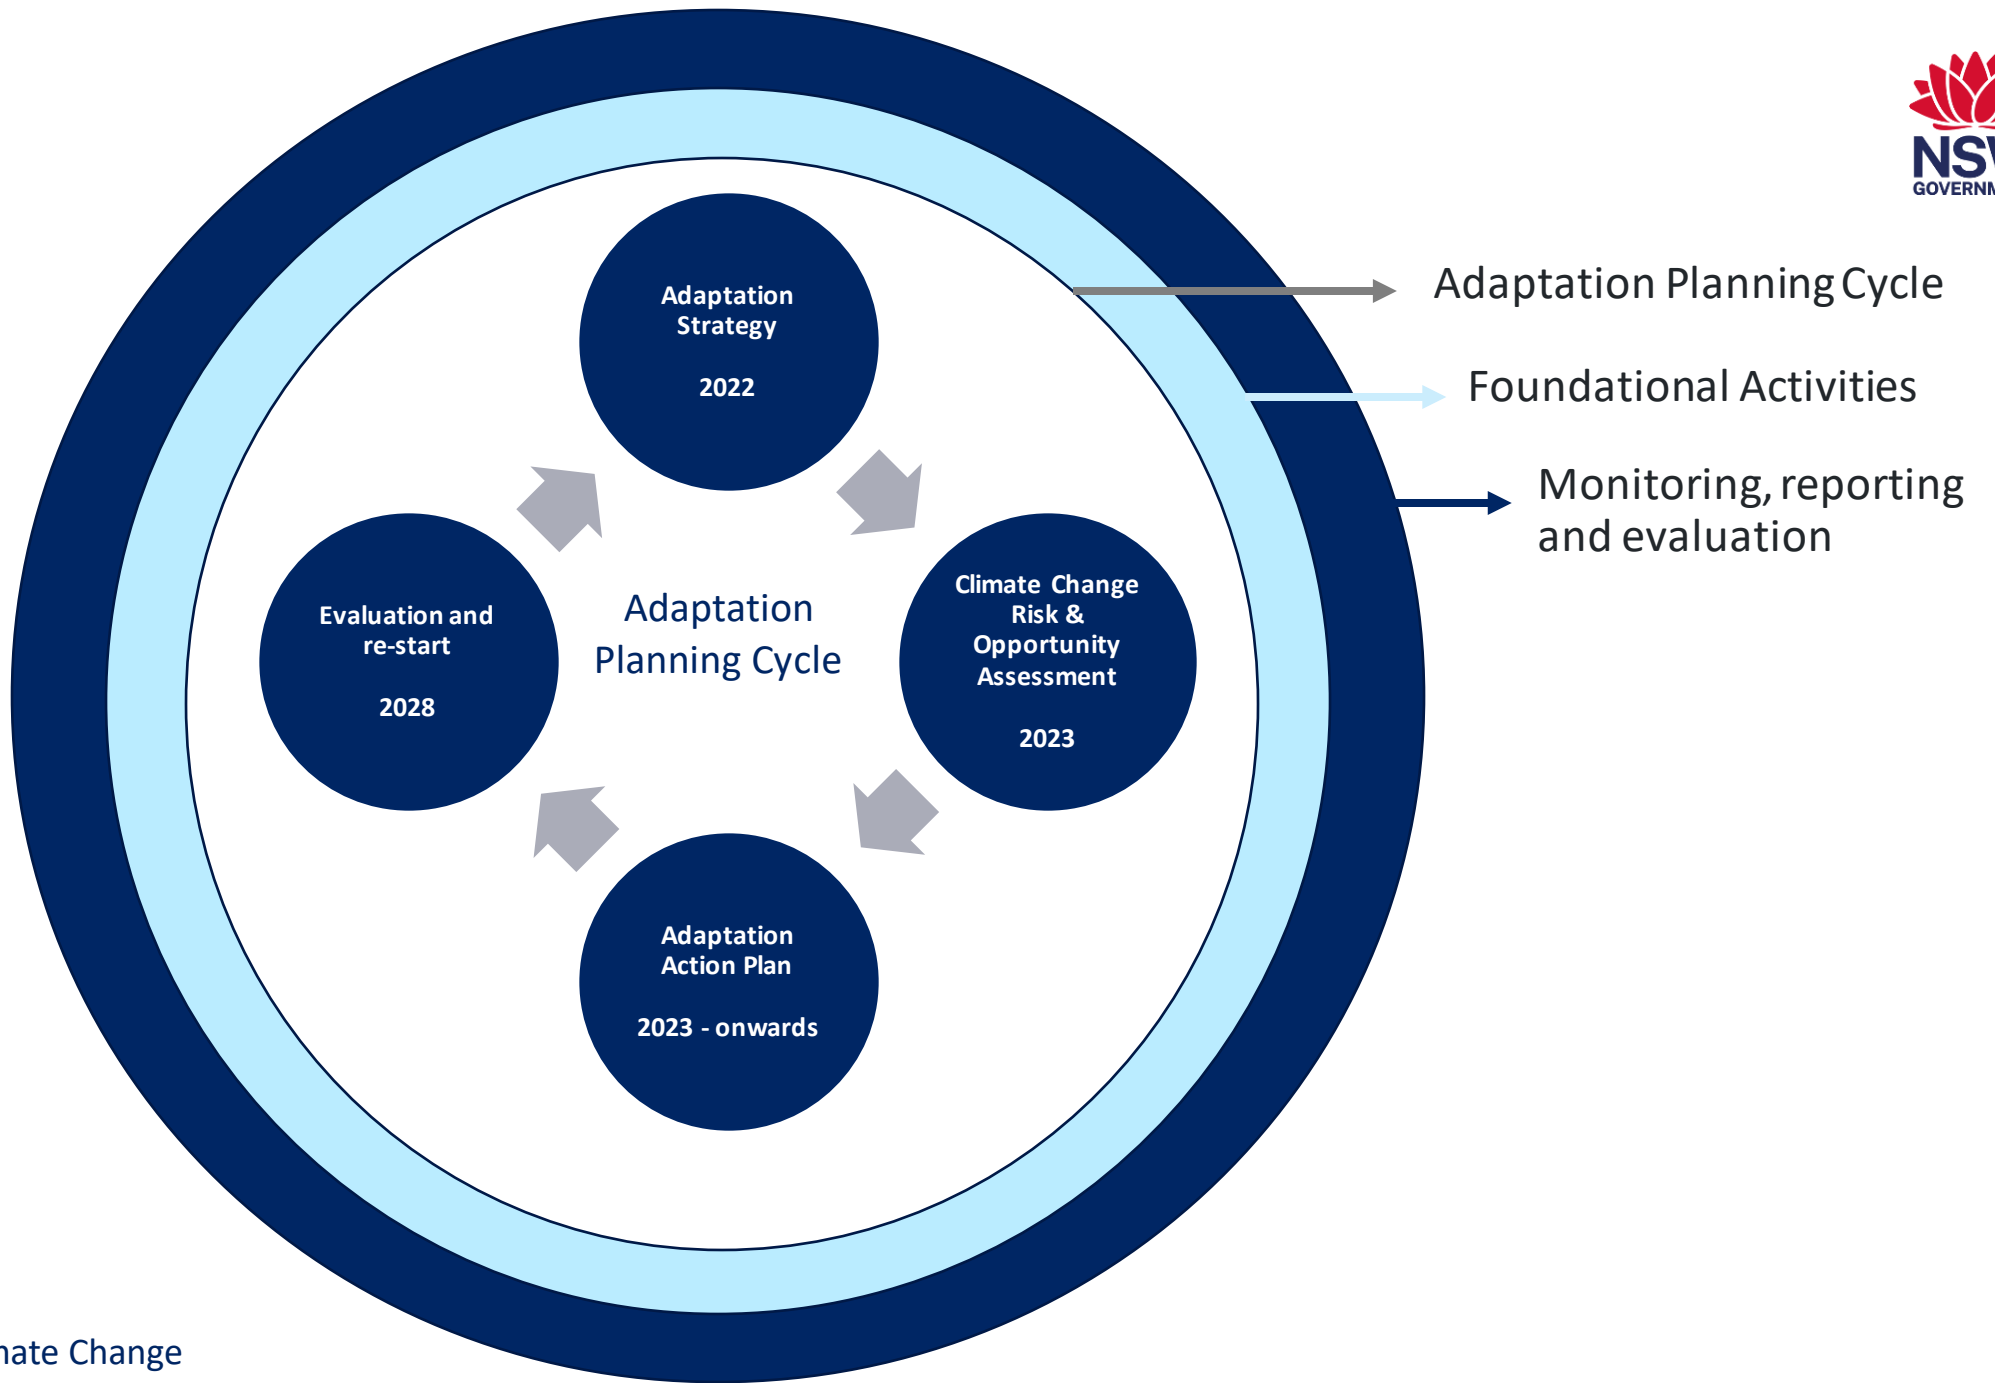 Adaptation
Strategy
2022
Climate Change
Risk &
Opportunity
Assessment
2023
Adaptation
Action Plan
2023 - onwards
Evaluation and
re-start
2028
Adaptation
Planning Cycle
NSW
Adaptation Planning Cycle
Foundational Activities
Monitoring, reporting
and evaluation
Change